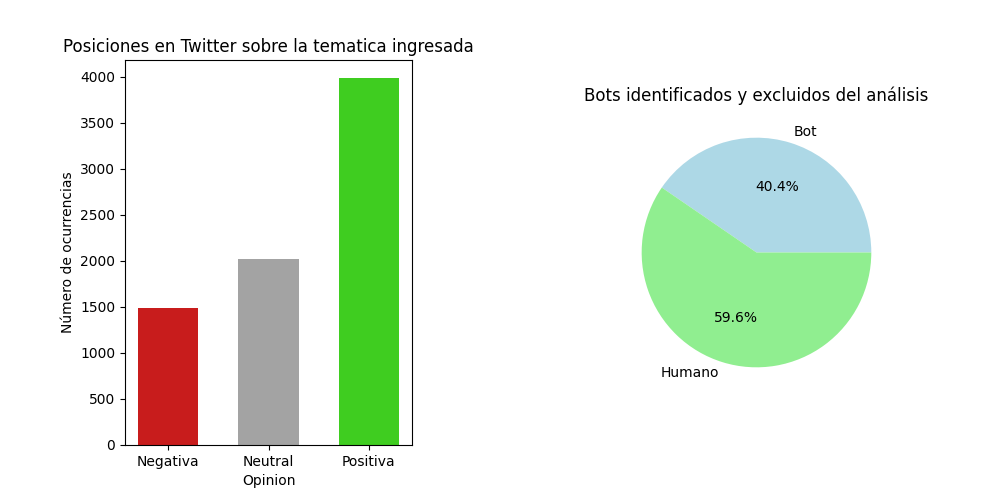 Posiciones en Twitter sobre la tematica ingresada
4000
3500
3000
2500
2000
1500
1000
500
0
Número de ocurrencias
Negativa
Neutral
Positiva
Opinion
Bots identificados y excluidos del análisis
Bot
40.4%
59.6%
Humano